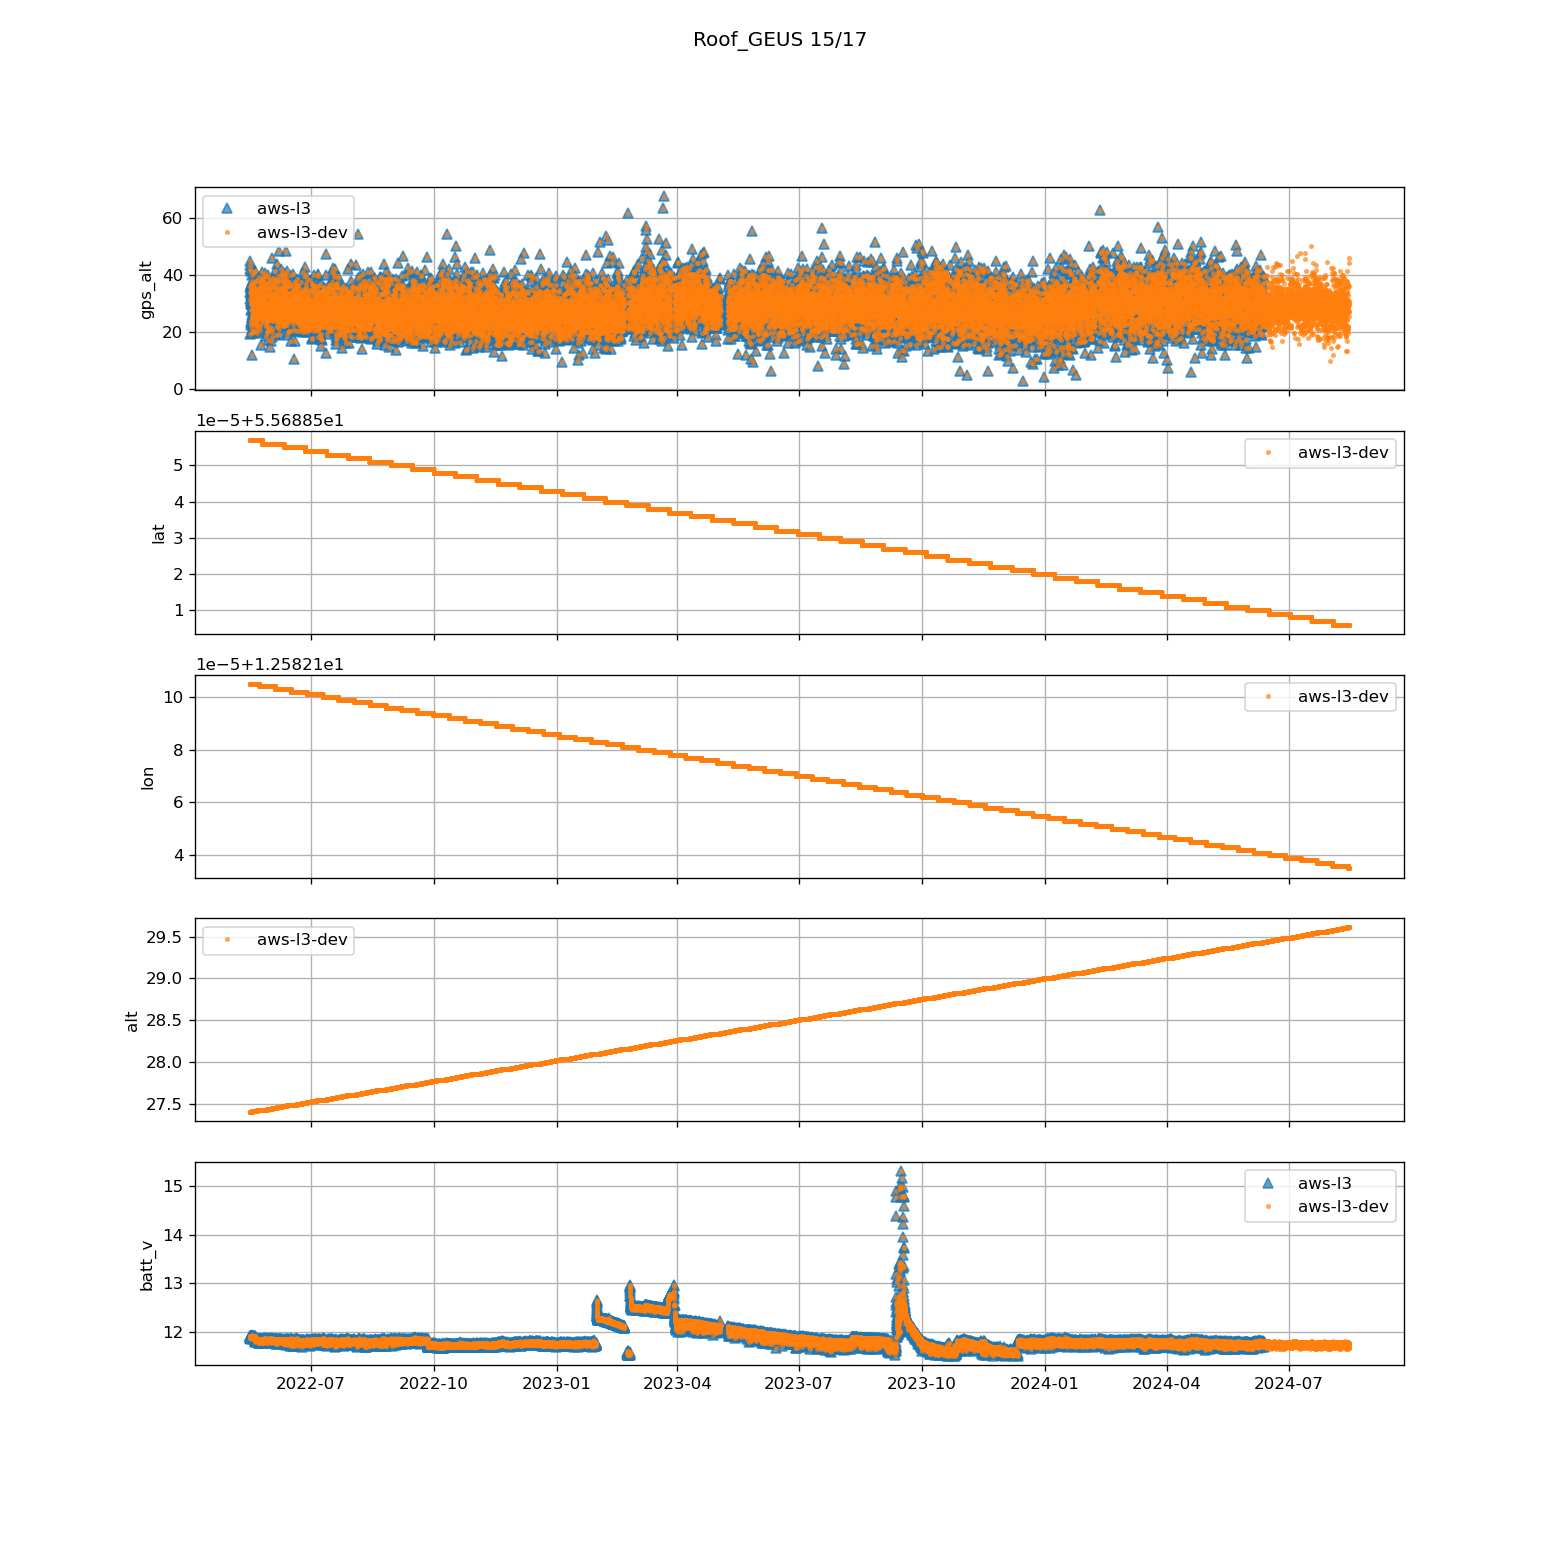 Roof_GEUS 15/17
aws-l3
aws-l3-dev
60
40
20
0
gps_alt
1e−5+5.56885e1
aws-l3-dev
5
4
3
2
1
lat
1e−5+1.25821e1
aws-l3-dev
10
8
6
4
lon
aws-l3-dev
29.5
29.0
28.5
28.0
27.5
alt
aws-l3
aws-l3-dev
15
14
13
12
batt_v
2022-07 2022-10 2023-01 2023-04 2023-07 2023-10 2024-01 2024-04 2024-07